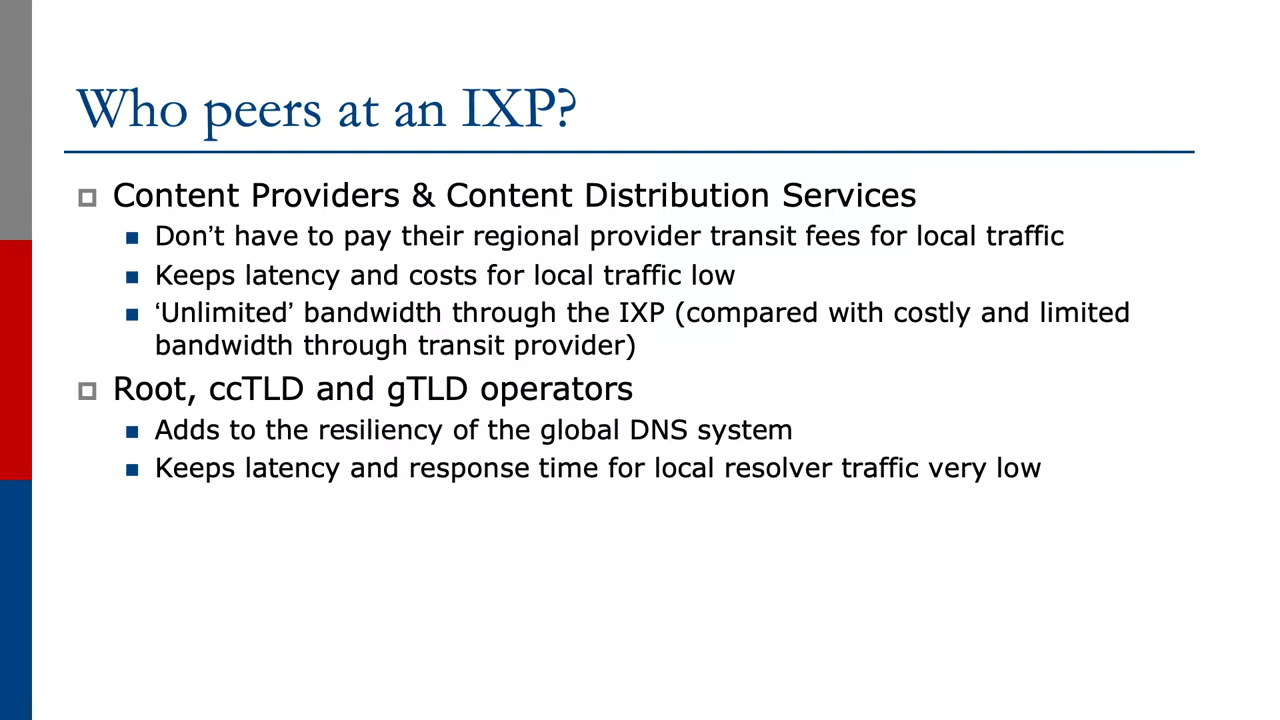 Who peers at an IXP?
Content Providers & Content Distribution Services
Don’t have to pay their regional provider transit fees for local traffic
Keeps latency and costs for local traffic low
‘Unlimited’ bandwidth through the IXP (compared with costly and limited
bandwidth through transit provider)
Root, ccTLD and gTLD operators
Adds to the resiliency of the global DNS system
Keeps latency and response time for local resolver traffic very low